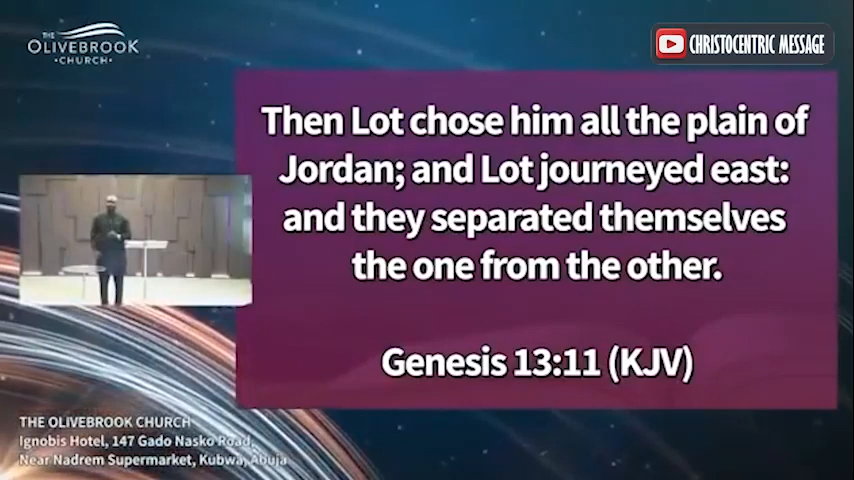 THE
OLIVEBROOK
•CHURCH•
CHRISTOCENTRIC MESSAGE
Then Lot chose him all the plain of
Jordan; and Lot journeyed east:
and they separated themselves
the one from the other.
Genesis 13:11 (KJV)
THE OLIVEBROOK CHURCH
Ignobis Hotel, 147 Gado Nasko Road,
Near Nadrem Supermarket, Kubwa, Abuja